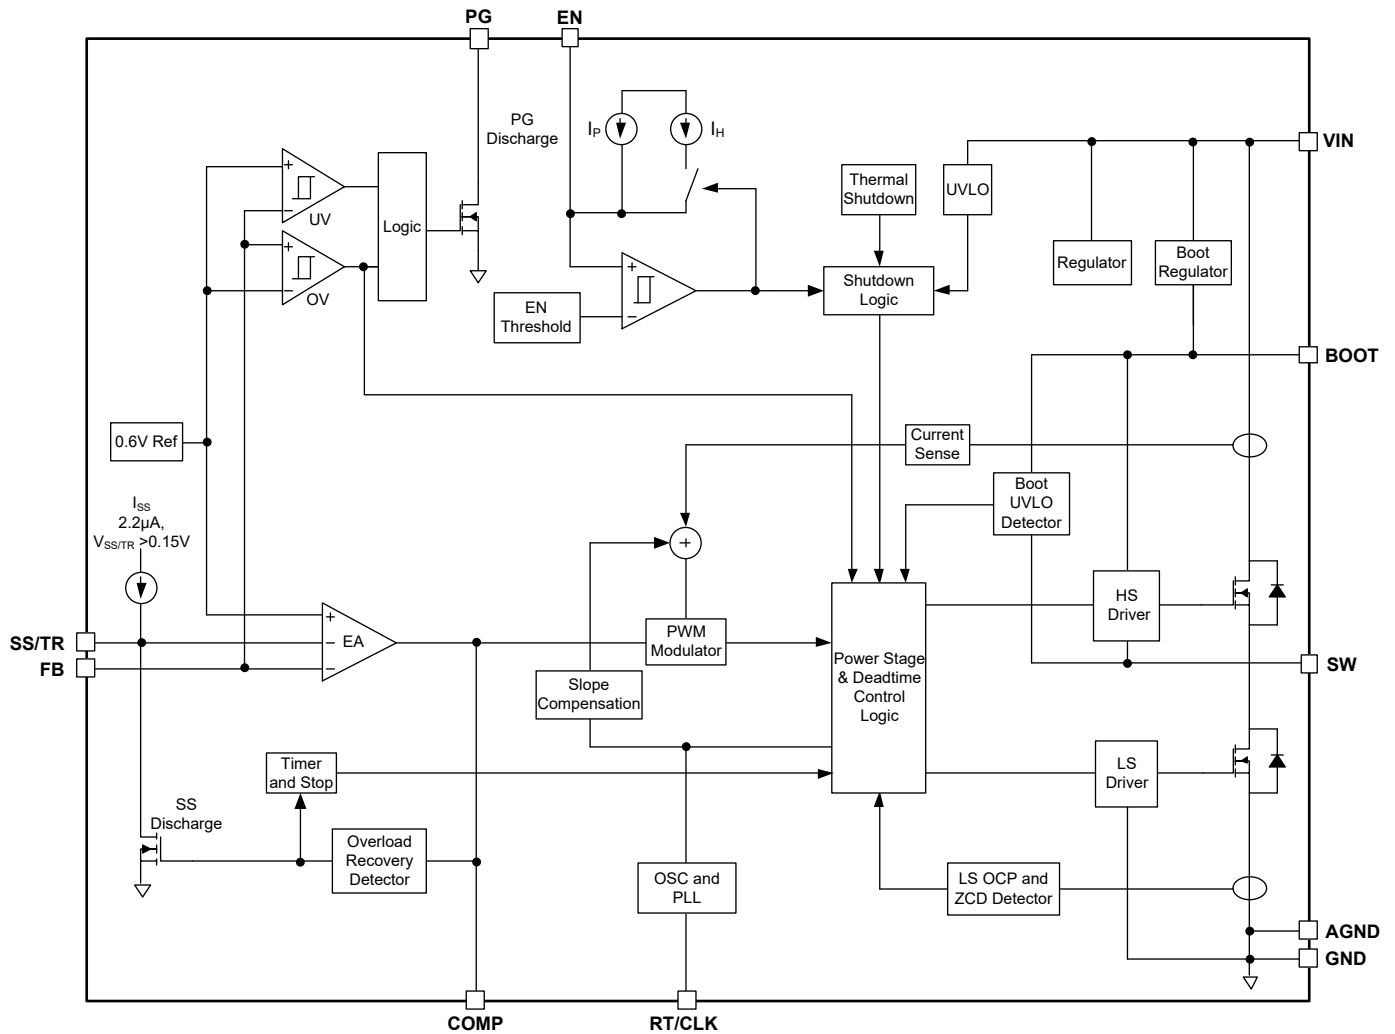 PG
EN
PG
Discharge
IP
IH
VIN
Thermal
Shutdown
UVLO
+
−
UV
Logic
+
−
OV
Regulator
Boot
Regulator
+
−
EN
Threshold
Shutdown
Logic
BOOT
0.6V Ref
Current
Sense
Boot
UVLO
Detector
ISS
2.2µA,
VSS/TR >0.15V
+
HS
Driver
SS/TR
FB
+
−
−
EA
PWM
Modulator
Power Stage
& Deadtime
Control
Logic
SW
Slope
Compensation
Timer
and Stop
LS
Driver
SS
Discharge
Overload
Recovery
Detector
OSC and
PLL
LS OCP and
ZCD Detector
AGND
GND
COMP
RT/CLK